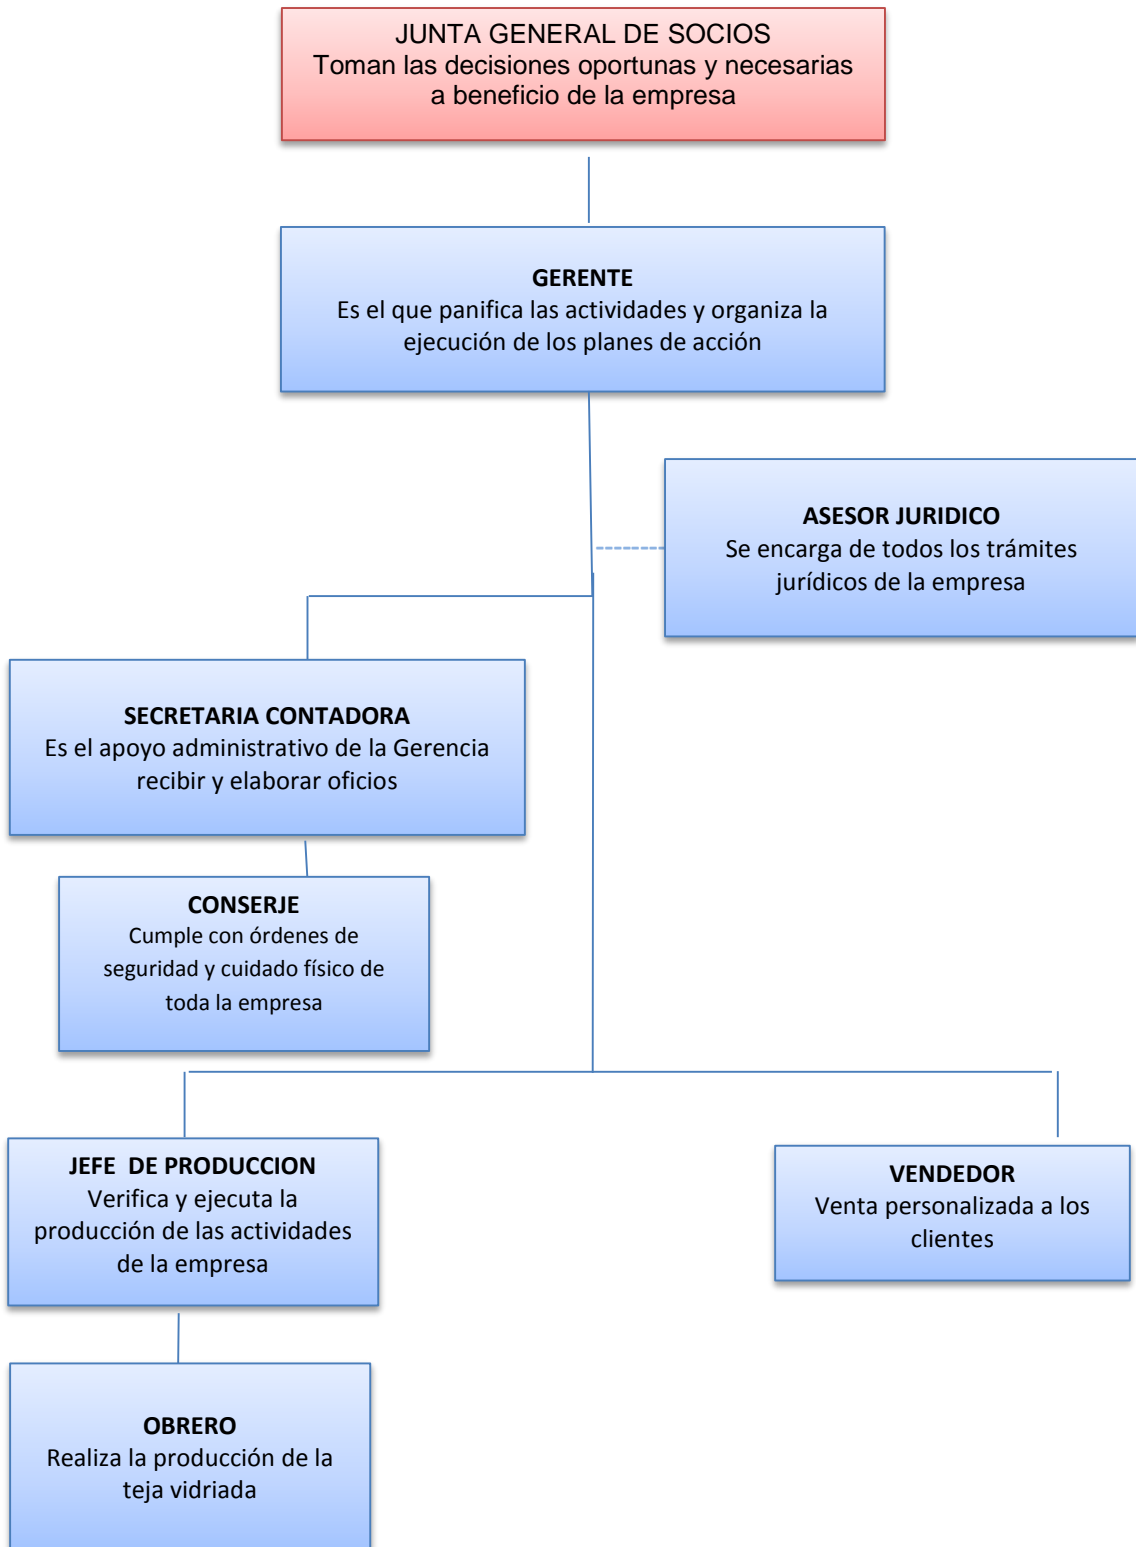 JUNTA GENERAL DE SOCIOS
Toman las decisiones oportunas y necesarias
a beneficio de la empresa
GERENTE
Es el que panifica las actividades y organiza la
ejecución de los planes de acción
ASESOR JURIDICO
Se encarga de todos los trámites
jurídicos de la empresa
SECRETARIA CONTADORA
Es el apoyo administrativo de la Gerencia
recibir y elaborar oficios
CONSERJE
Cumple con órdenes de
seguridad y cuidado físico de
toda la empresa
JEFE  DE PRODUCCION
Verifica y ejecuta la
producción de las actividades
de la empresa
VENDEDOR
Venta personalizada a los
clientes
OBRERO
Realiza la producción de la
teja vidriada